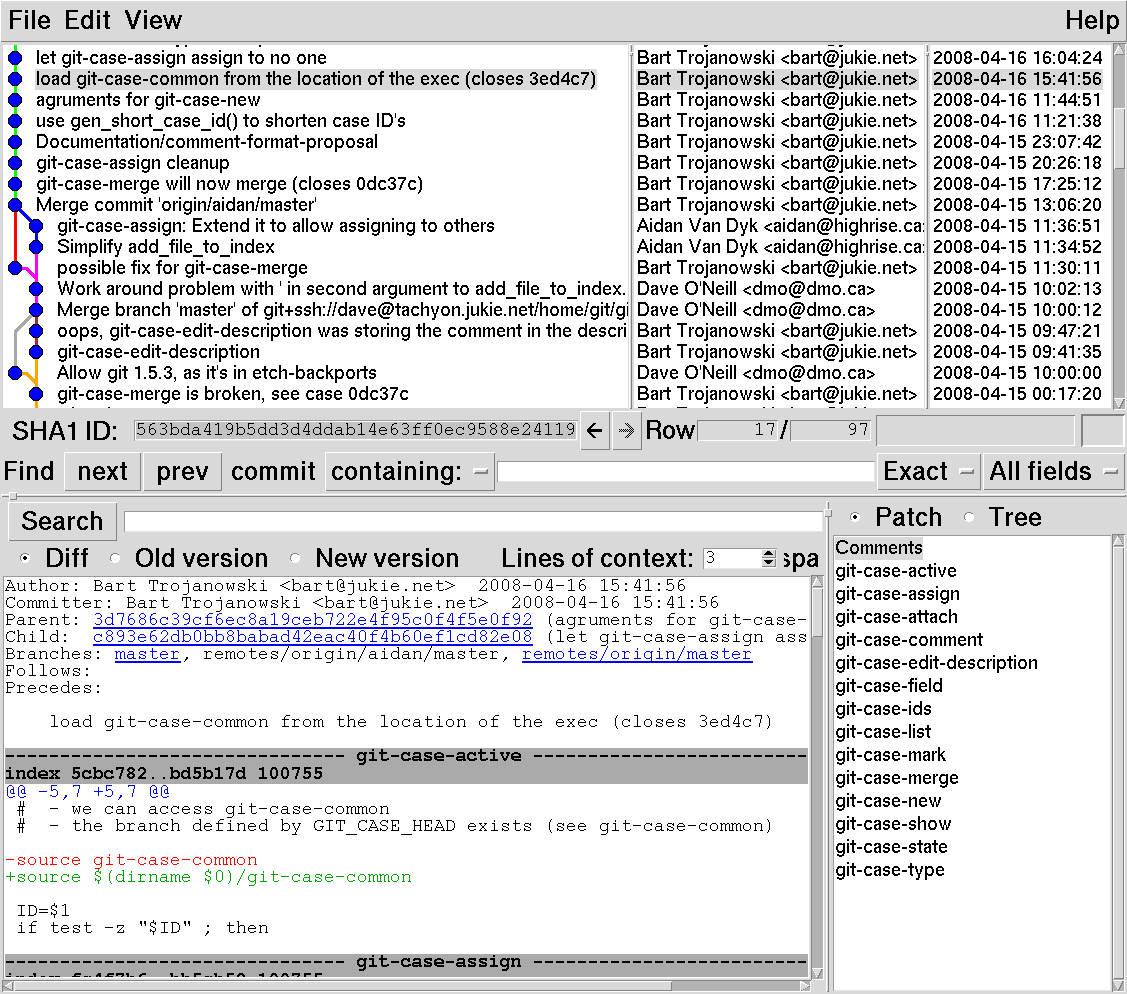 File Edit View Help
let git-case-assign assign to no one Bart Trojanowski <bart@jukie.net> 2008-04-16 16:04:24
load git-case-common from the location of the exec (closes 3ed4c7) Bart Trojanowski <bart@jukie.net> 2008-04-16 15:41:56
agruments for git-case-new Bart Trojanowski <bart@jukie.net> 2008-04-16 11:44:51
use gen_short_case_id() to shorten case ID's Bart Trojanowski <bart@jukie.net> 2008-04-16 11:21:38
Documentation/comment-format-proposal Bart Trojanowski <bart@jukie.net> 2008-04-15 23:07:42
git-case-assign cleanup Bart Trojanowski <bart@jukie.net> 2008-04-15 20:26:18
git-case-merge will now merge (closes 0dc37c) Bart Trojanowski <bart@jukie.net> 2008-04-15 17:25:12
Merge commit 'origin/aidan/master' Bart Trojanowski <bart@jukie.net> 2008-04-15 13:06:20
git-case-assign: Extend it to allow assigning to others Aidan Van Dyk <aidan@highrise.ca 2008-04-15 11:36:51
Simplify add_file_to_index Aidan Van Dyk <aidan@highrise.ca 2008-04-15 11:34:52
possible fix for git-case-merge Bart Trojanowski <bart@jukie.net> 2008-04-15 11:30:11
Work around problem with ' in second argument to add_file_to_index. Dave O'Neill <dmo@dmo.ca> 2008-04-15 10:02:13
Merge branch 'master' of git+ssh://dave@tachyon.jukie.net/home/git/gi Dave O'Neill <dmo@dmo.ca> 2008-04-15 10:00:12
oops, git-case-edit-description was storing the comment in the descri Bart Trojanowski <bart@jukie.net> 2008-04-15 09:47:21
git-case-edit-description Bart Trojanowski <bart@jukie.net> 2008-04-15 09:41:35
Allow git 1.5.3, as it's in etch-backports Dave O'Neill <dmo@dmo.ca> 2008-04-15 10:00:00
git-case-merge is broken, see case 0dc37c Bart Trojanowski <bart@jukie.net> 2008-04-15 00:17:20
SHA1 ID: 563bda419b5dd3d4ddab14e63ff0ec9588e24119 Row 17 / 97
Find next prev commit containing: Exact All fields
Search
Diff Old version New version Lines of context: 3 spa
Author: Bart Trojanowski <bart@jukie.net> 2008-04-16 15:41:56
Committer: Bart Trojanowski <bart@jukie.net> 2008-04-16 15:41:56
Parent: 3d7686c39cf6ec8a19ceb722e4f95c0f4f5e0f92 (agruments for git-case-
Child: c893e62db0bb8babad42eac40f4b60ef1cd82e08 (let git-case-assign ass
Branches: master, remotes/origin/aidan/master, remotes/origin/master
Follows:
Precedes:
load git-case-common from the location of the exec (closes 3ed4c7)
------------------------------- git-case-active -------------------------
index 5cbc782..bd5b17d 100755
@@ -5,7 +5,7 @@
# - we can access git-case-common
# - the branch defined by GIT_CASE_HEAD exists (see git-case-common)
-source git-case-common
+source $(dirname $0)/git-case-common
ID=$1
if test -z "$ID" ; then
------------------------------- git-case-assign -------------------------
Patch Tree
Comments
git-case-active
git-case-assign
git-case-attach
git-case-comment
git-case-edit-description
git-case-field
git-case-ids
git-case-list
git-case-mark
git-case-merge
git-case-new
git-case-show
git-case-state
git-case-type